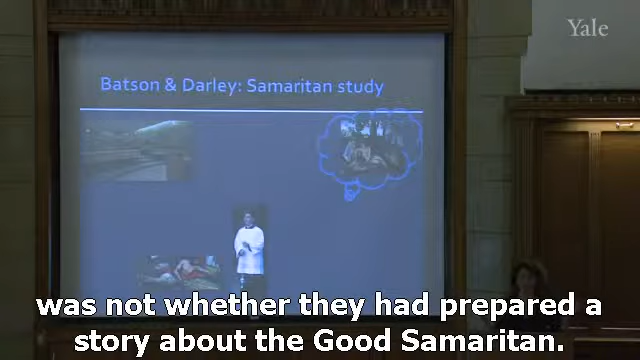 Yale
Batson & Darley: Samaritan study
was not whether they had prepared a
story about the Good Samaritan.